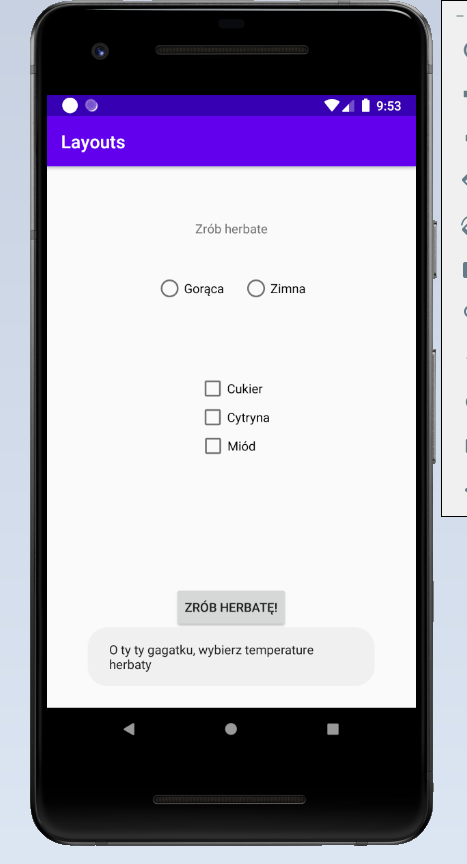 9:53
Layouts
Zrób herbate
Gorąca Zimna
Cukier
Cytryna
Miód
ZRÓB HERBATĘ!
O ty ty gagatku, wybierz temperature
herbaty